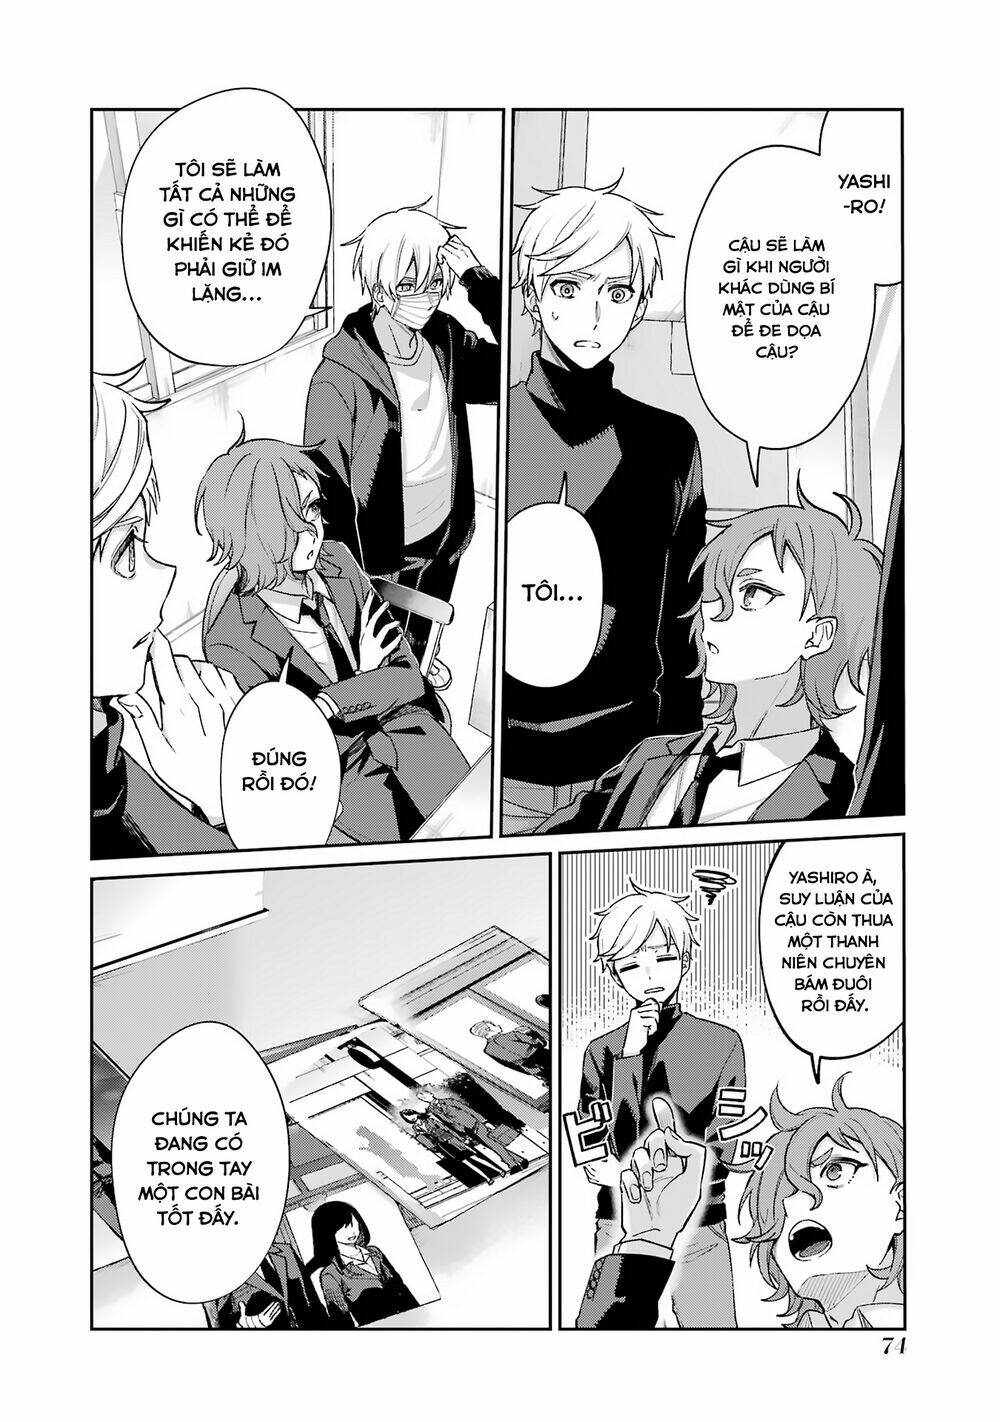 YASHI
-RO!
CẬU SẼ LÀM
GÌ KHI NGƯỜI
KHÁC DÙNG BÍ
MẬT CỦA CẬU
ĐỂ ĐE DỌA
CẬU?
TÔI...
TÔI SẼ LÀM
TẤT CẢ NHỮNG
GÌ CÓ THỂ ĐỂ
KHIẾN KẺ ĐÓ
PHẢI GIỮ IM
LẶNG...
ĐÚNG
RỒI ĐÓ!
YASHIRO À,
SUY LUẬN CỦA
CẬU CÒN THUA
MỘT THANH
NIÊN CHUYÊN
BÁM ĐUÔI
RỒI ĐẤY.
ビシッ
CHÚNG TA
ĐANG CÓ
TRONG TAY
MỘT CON BÀI
TỐT ĐẤY.
74